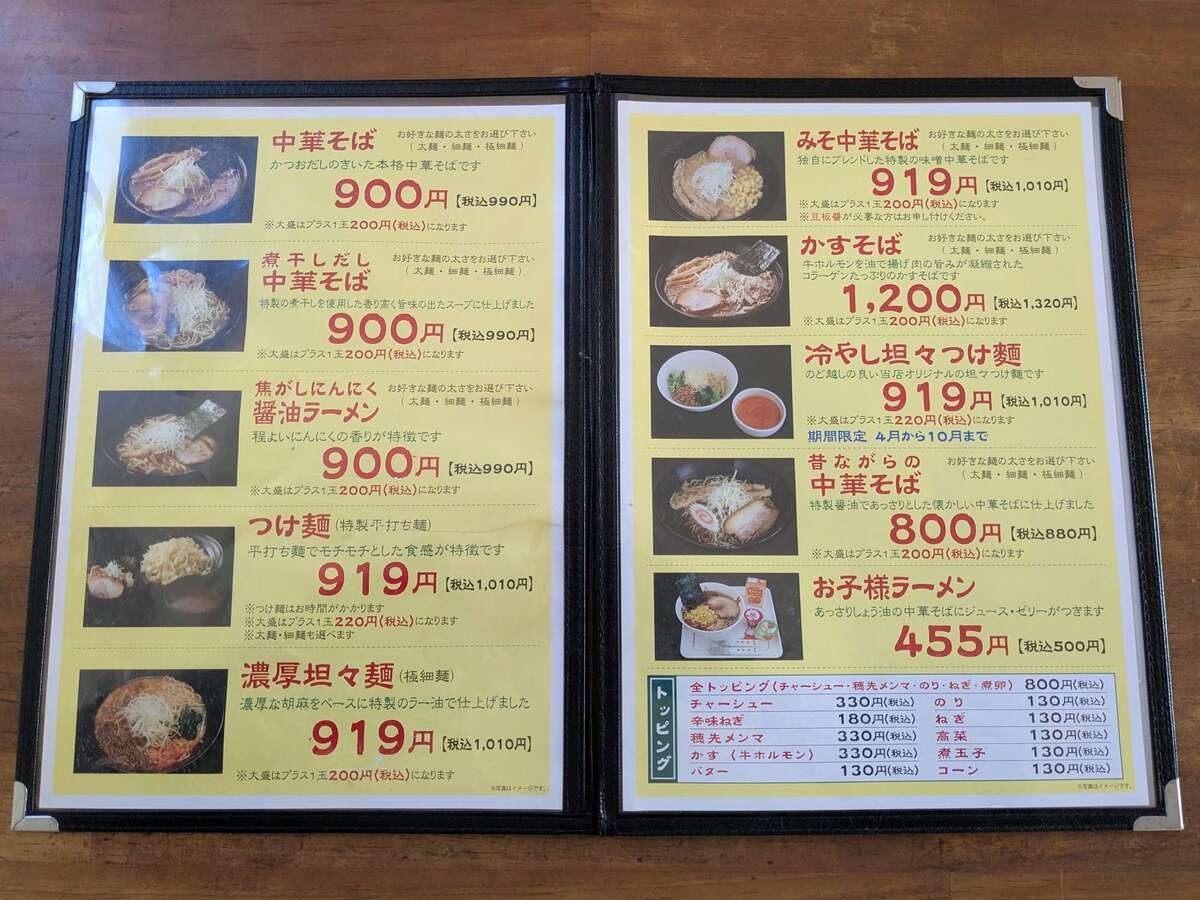 中華そば
お好きな麺の太さをお選び下さい
(太麺・細麺・極細麺)
かつおだしのきいた本格中華そばです
900円【税込990円】
※大盛はプラス1玉200円(税込)になります
煮干しだし
中華そば
お好きな麺の太さをお選び下さい
(太麺・細麺・極細麺)
特製の煮干しを使用した香り高く旨味の出たスープに仕上げました
900円【税込990円】
※大盛はプラス1玉200円(税込)になります
焦がしにんにく
醤油ラーメン
お好きな麺の太さをお選び下さい
(太麺・細麺・極細麺)
程よいにんにくの香りが特徴です
900円【税込990円】
※大盛はプラス1玉200円(税込)になります
つけ麺(特製平打ち麺)
平打ち麺でモチモチとした食感が特徴です
919円【税込1,010円】
※つけ麺はお時間がかかります
※大盛はプラス1玉220円(税込)になります
※太麺・細麺も選べます
濃厚坦々麺(極細麺)
濃厚な胡麻をベースに特製のラー油で仕上げました
919円【税込1,010円】
※大盛はプラス1玉200円(税込)になります
※写真はイメージです。
みそ中華そば
お好きな麺の太さをお選び下さい
(太麺・細麺・極細麺)
独自にブレンドした特製の味噌中華そばです
919円【税込1,010円】
※大盛はプラス1玉200円(税込)になります
※豆板醤が必要な方はお申し付けください。
かすそば
お好きな麺の太さをお選び下さい
(太麺・細麺・極細麺)
牛ホルモンを油で揚げ肉の旨みが凝縮された
コラーゲンたっぷりのかすそばです
1,200円【税込1,320円】
※大盛はプラス1玉200円(税込)になります
冷やし坦々つけ麺
のど越しの良い当店オリジナルの坦々つけ麺です
919円【税込1,010円】
※大盛はプラス1玉220円(税込)になります
期間限定 4月から10月まで
昔ながらの
中華そば
お好きな麺の太さをお選び下さい
(太麺・細麺・極細麺)
特製醤油であっさりとした懐かしい中華そばに仕上げました
800円【税込880円】
※大盛はプラス1玉200円(税込)になります
お子様ラーメン
あっさりしょう油の中華そばにジュース・ゼリーがつきます
455円【税込500円】
トッピング
全トッピング(チャーシュー・穂先メンマ・のり・ねぎ・煮卵) 800円(税込)
チャーシュー 330円(税込) のり 130円(税込)
辛味ねぎ 180円(税込) ねぎ 130円(税込)
穂先メンマ 330円(税込) 高菜 130円(税込)
かす(牛ホルモン) 330円(税込) 煮玉子 130円(税込)
バター 130円(税込) コーン 130円(税込)
※写真はイメージです。